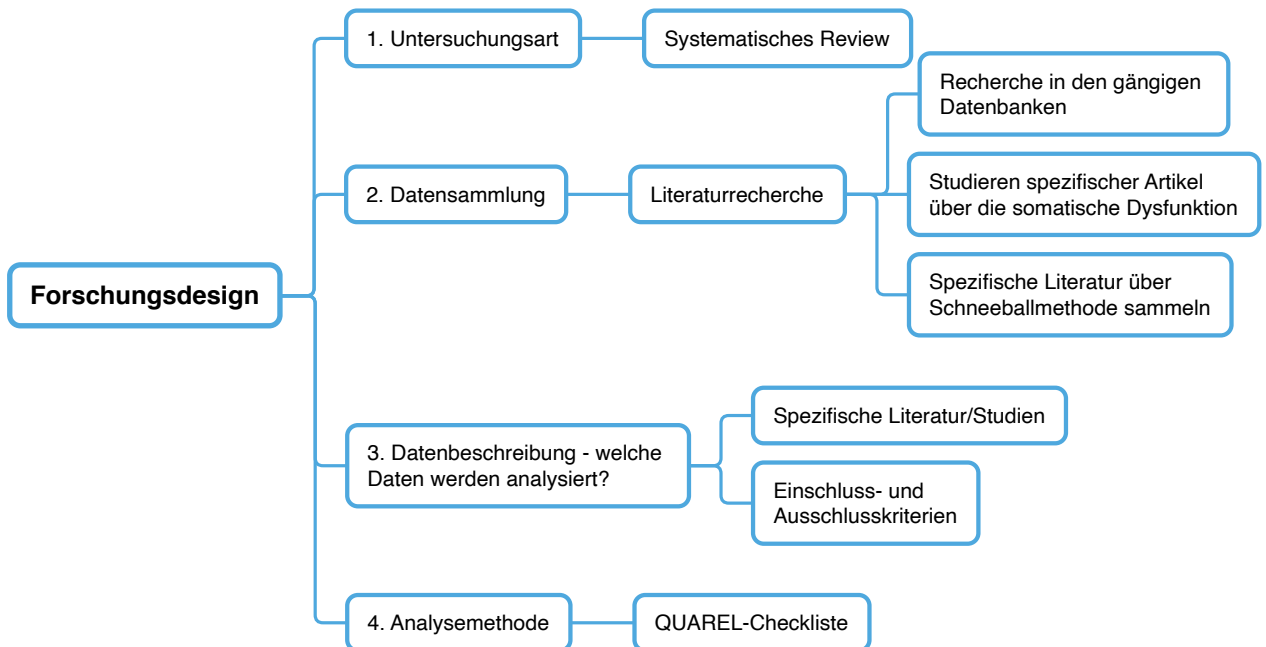 Forschungsdesign
1. Untersuchungsart
Systematisches Review
2. Datensammlung
Literaturrecherche
Recherche in den gängigen
Datenbanken
Studieren spezifischer Artikel
über die somatische Dysfunktion
Spezifische Literatur über
Schneeballmethode sammeln
3. Datenbeschreibung - welche
Daten werden analysiert?
Spezifische Literatur/Studien
Einschluss- und
Ausschlusskriterien
4. Analysemethode
QUAREL-Checkliste